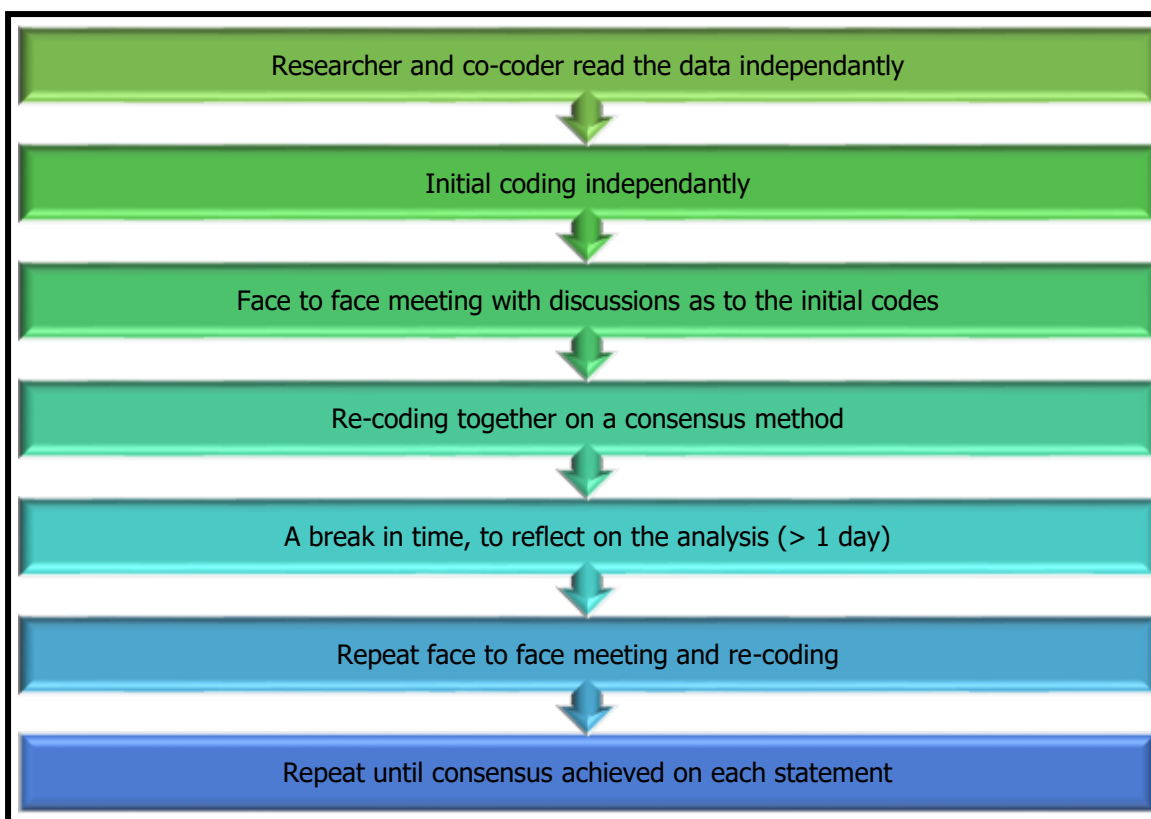 Researcher and co-coder read the data independantly
Initial coding independantly
Face to face meeting with discussions as to the initial codes
Re-coding together on a consensus method
A break in time, to reflect on the analysis (> 1 day)
Repeat face to face meeting and re-coding
Repeat until consensus achieved on each statement